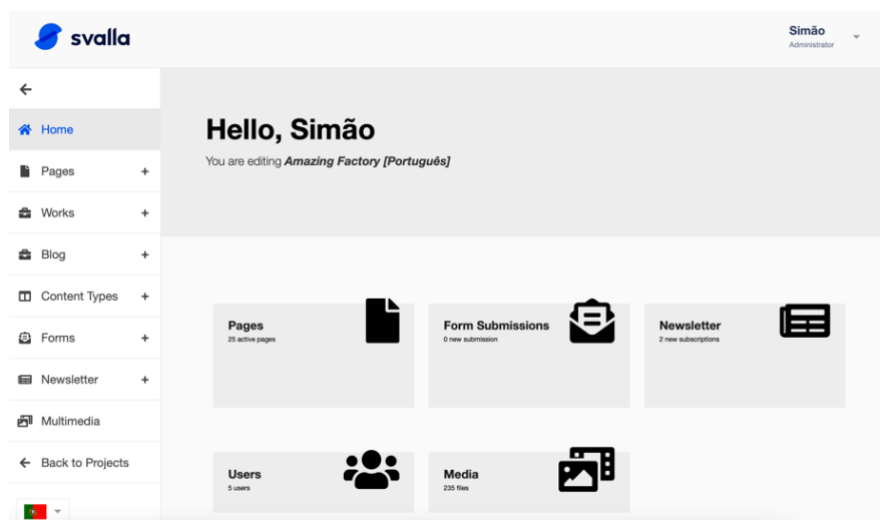 svalla
Simão
Administrator
Home
Pages +
Works +
Blog +
Content Types +
Forms +
Newsletter +
Multimedia
Back to Projects
Hello, Simão
You are editing Amazing Factory [Português]
Pages
25 active pages
Form Submissions
0 new submission
Newsletter
2 new subscriptions
Users
5 users
Media
235 files